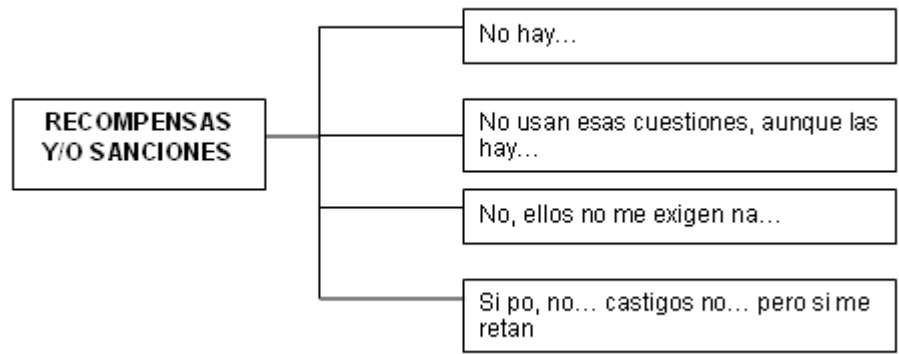 RECOMPENSAS
Y/O SANCIONES
No hay...
No usan esas cuestiones, aunque las
hay...
No, ellos no me exigen na...
Si po, no... castigos no... pero si me
retan